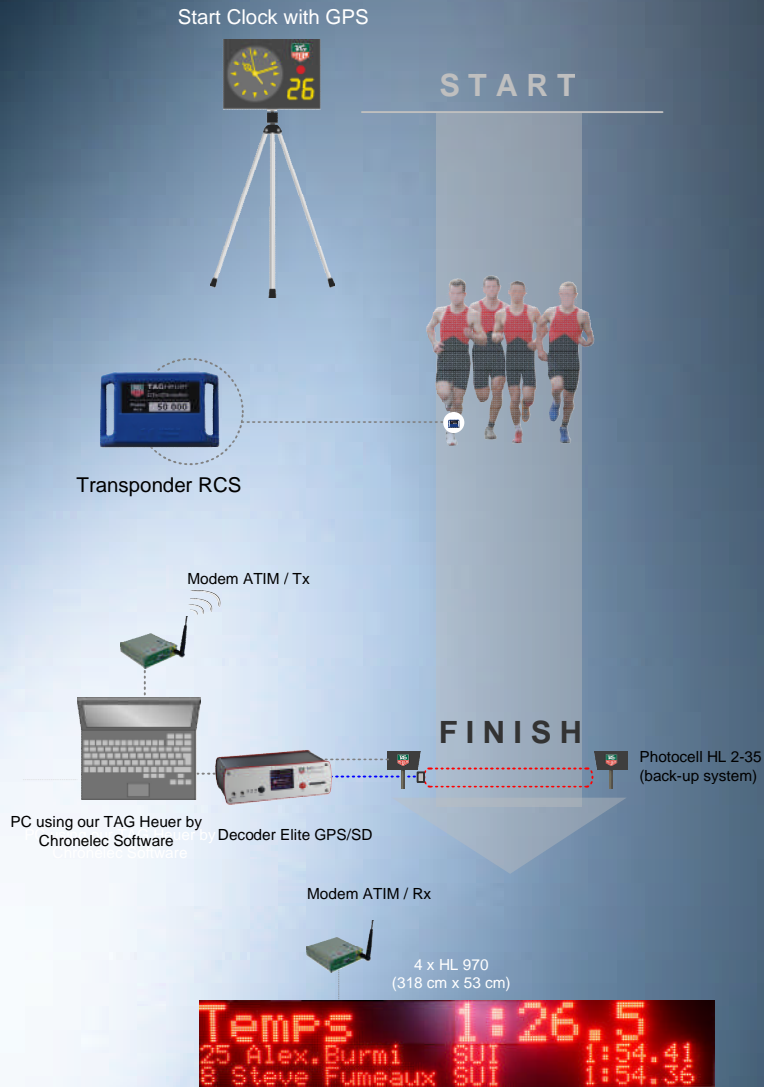 Start Clock with GPS
26
START
TAGHeuer
50 000
Transponder RCS
Modem ATIM / Tx
FINISH
Photocell HL 2-35
(back-up system)
PC using our TAG Heuer by
Chronelec Software
Decoder Elite GPS/SD
Modem ATIM / Rx
4 x HL 970
(318 cm x 53 cm)
Temps 1:26.5
25 Alex.Burmi SUI 1:54.41
8 Steve Fumeaux SUI 1:54.36